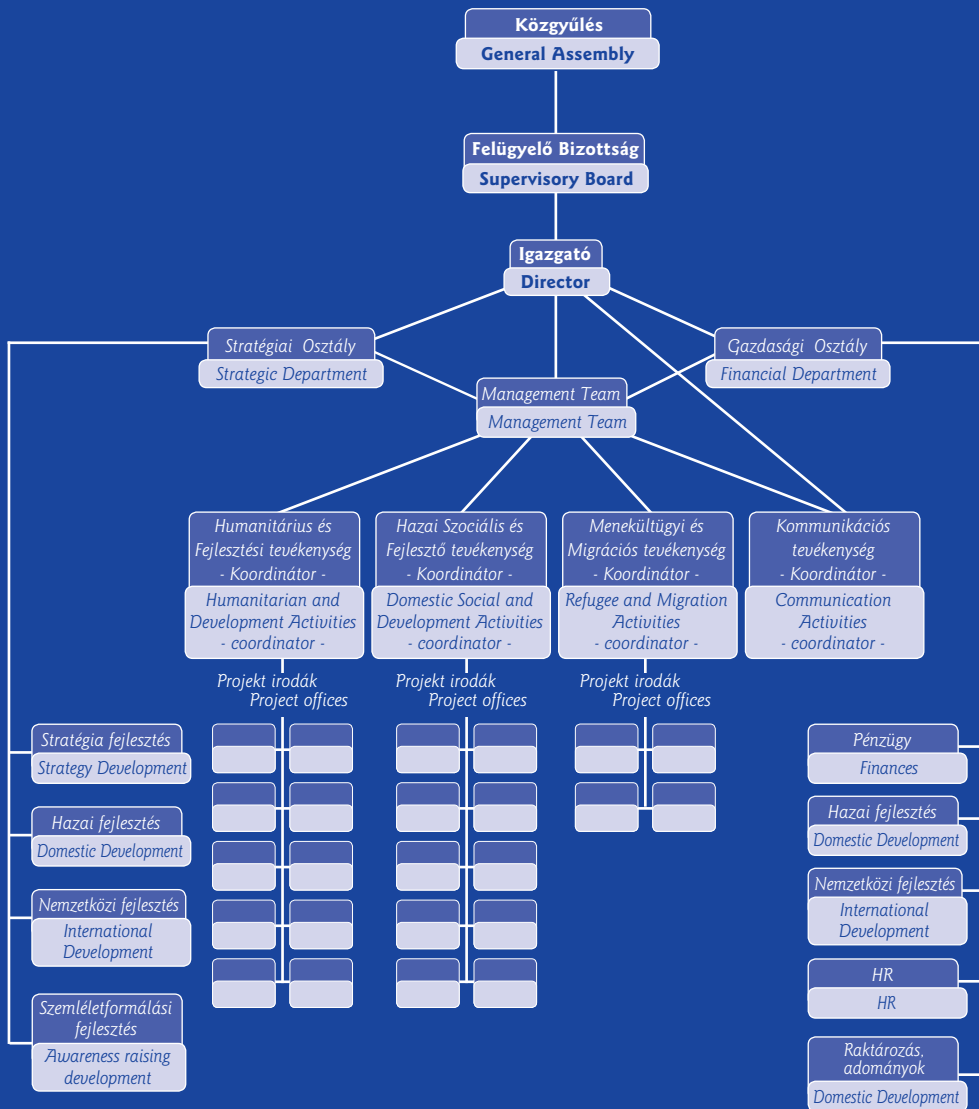 Közgyűlés
General Assembly
Felügyelő Bizottság
Supervisory Board
Igazgató
Director
Stratégiai Osztály
Strategic Department
Gazdasági Osztály
Financial Department
Management Team
Management Team
Humanitárius és
Fejlesztési tevékenység
- Koordinátor -
Humanitarian and
Development Activities
- coordinator -
Hazai Szociális és
Fejlesztő tevékenység
- Koordinátor -
Domestic Social and
Development Activities
- coordinator -
Menekültügyi és
Migrációs tevékenység
- Koordinátor -
Refugee and Migration
Activities
- coordinator -
Kommunikációs
tevékenység
- Koordinátor -
Communication
Activities
- coordinator -
Projekt irodák
Project offices
Projekt irodák
Project offices
Projekt irodák
Project offices
Stratégia fejlesztés
Strategy Development
Hazai fejlesztés
Domestic Development
Nemzetközi fejlesztés
International
Development
Szemléletformálási
fejlesztés
Awareness raising
development
Pénzügy
Finances
Hazai fejlesztés
Domestic Development
Nemzetközi fejlesztés
International
Development
HR
HR
Raktározás,
adományok
Domestic Development